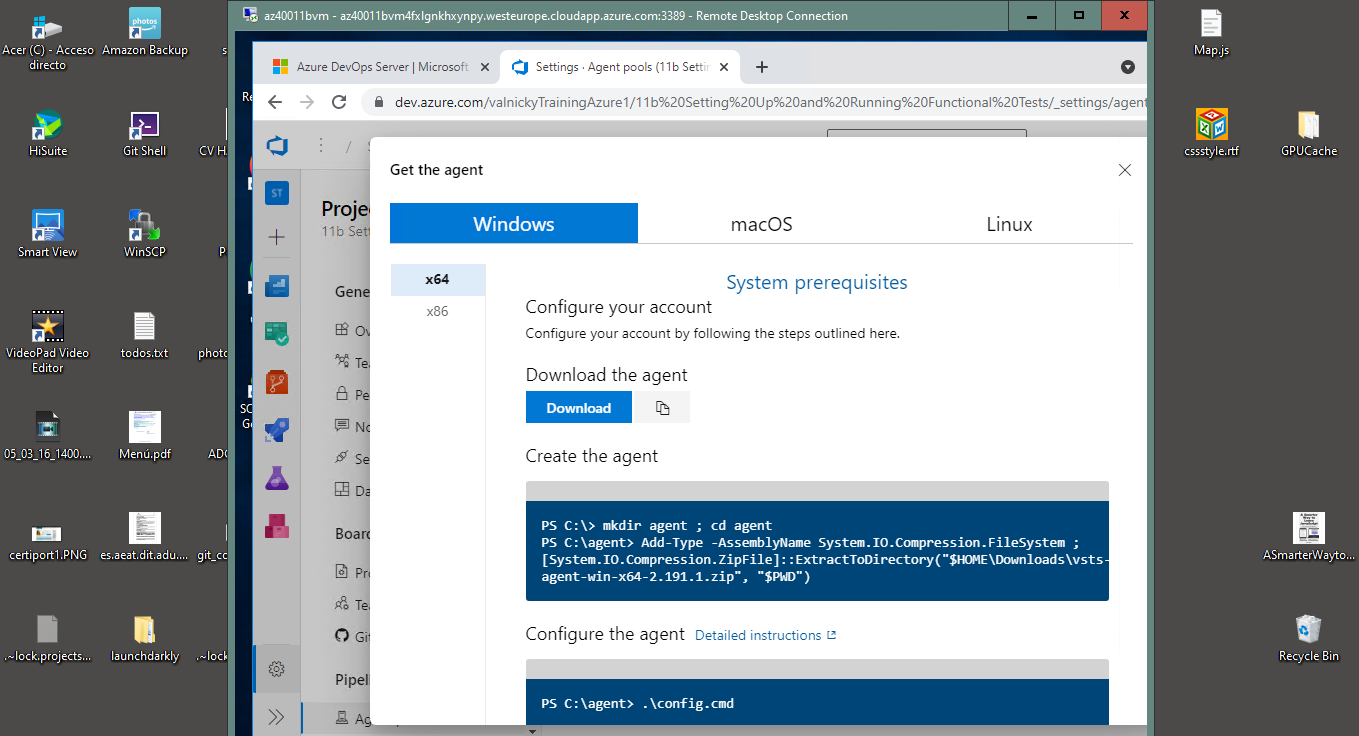 az40011bvm - az40011bvm4fxlgnkhxynpy.westeurope.cloudapp.azure.com:3389 - Remote Desktop Connection
Acer (C) - Acceso
directo
Amazon Backup
photos
HiSuite
Git Shell
CV H
Smart View
WinSCP
P
VideoPad Video
Editor
todos.txt
photo
05_03_16_1400....
Menú.pdf
ADO
certiport1.PNG
es.aeat.dit.adu....
git_co
.~lock.projects...
launchdarkly
.~lock
Azure DevOps Server | Microsoft
Settings · Agent pools (11b Settin
dev.azure.com/valnickyTrainingAzure1/11b%20Setting%20Up%20and%20Running%20Functional%20Tests/_settings/agent
ST
Projec
11b Sett
Gene
Ov
Tea
Pe
No
Se
Da
Board
Pro
Tea
Git
Pipeli
Ag
Get the agent
Windows
macOS
Linux
x64
x86
System prerequisites
Configure your account
Configure your account by following the steps outlined here.
Download the agent
Download
Create the agent
PS C:\> mkdir agent ; cd agent
PS C:\agent> Add-Type -AssemblyName System.IO.Compression.FileSystem ;
[System.IO.Compression.ZipFile]::ExtractToDirectory("$HOME\Downloads\vsts-
agent-win-x64-2.191.1.zip", "$PWD")
Configure the agent Detailed instructions
PS C:\agent> .\config.cmd
Map.js
cssstyle.rtf
GPUCache
ASmarterWayto...
Recycle Bin